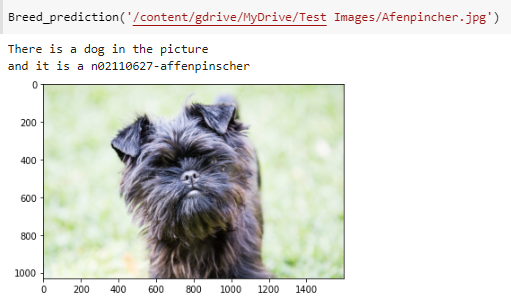 Breed_prediction('/content/gdrive/MyDrive/Test Images/Afenpincher.jpg')
There is a dog in the picture
and it is a n02110627-affenpinscher
0
200
400
600
800
1000
0 200 400 600 800 1000 1200 1400